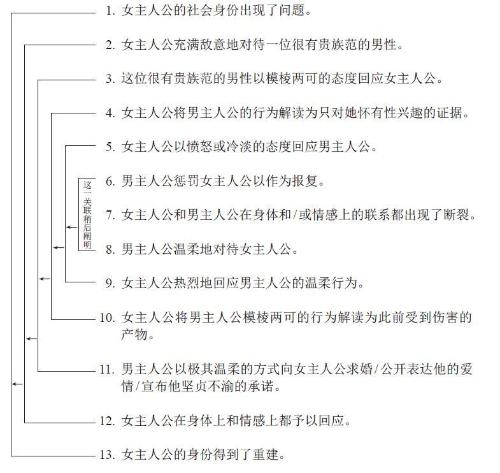 1. 女主人公的社会身份出现了问题。
2. 女主人公充满敌意地对待一位很有贵族范的男性。
3. 这位很有贵族范的男性以模棱两可的态度回应女主人公。
4. 女主人公将男主人公的行为解读为只对她怀有性兴趣的证据。
5. 女主人公以愤怒或冷淡的态度回应男主人公。
6. 男主人公惩罚女主人公以作为报复。
这一关联稍后阐明
7. 女主人公和男主人公在身体和/或情感上的联系都出现了断裂。
8. 男主人公温柔地对待女主人公。
9. 女主人公热烈地回应男主人公的温柔行为。
10. 女主人公将男主人公模棱两可的行为解读为此前受到伤害的
产物。
11. 男主人公以极其温柔的方式向女主人公求婚/公开表达他的爱
情/宣布他坚贞不渝的承诺。
12. 女主人公在身体上和情感上都予以回应。
13. 女主人公的身份得到了重建。